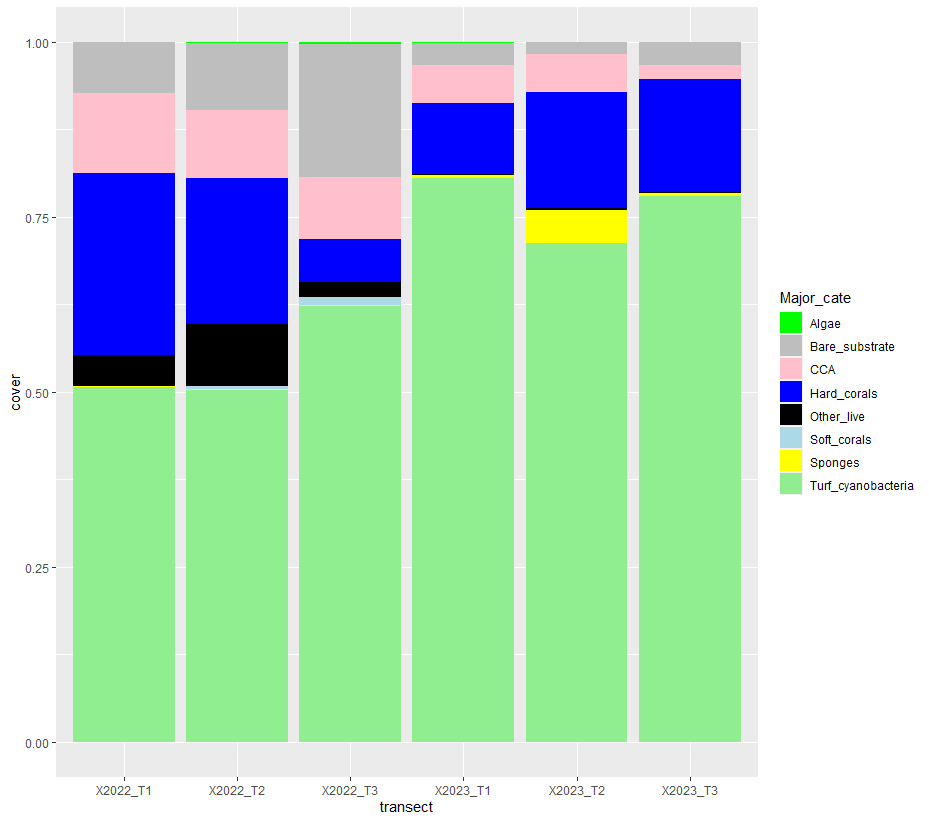 1.00
0.75
0.50
0.25
0.00
cover
X2022_T1 X2022_T2 X2022_T3 X2023_T1 X2023_T2 X2023_T3
transect
Major_cate
Algae
Bare_substrate
CCA
Hard_corals
Other_live
Soft_corals
Sponges
Turf_cyanobacteria